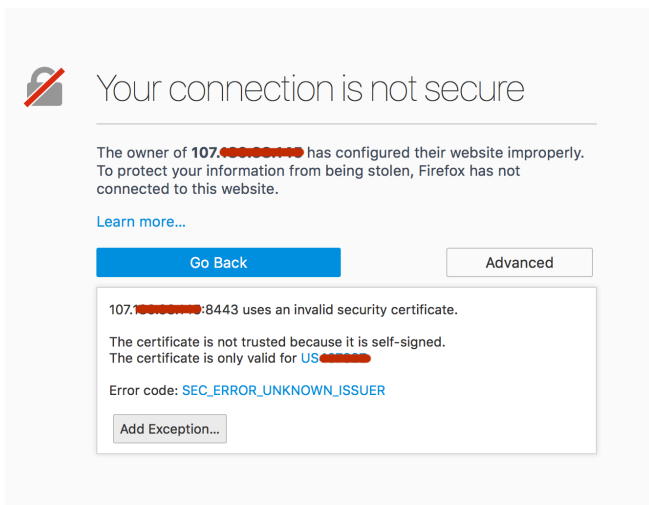 Your connection is not secure
The owner of 107. has configured their website improperly.
To protect your information from being stolen, Firefox has not
connected to this website.
Learn more...
Go Back
Advanced
107.1 :8443 uses an invalid security certificate.
The certificate is not trusted because it is self-signed.
The certificate is only valid for US
Error code: SEC_ERROR_UNKNOWN_ISSUER
Add Exception...